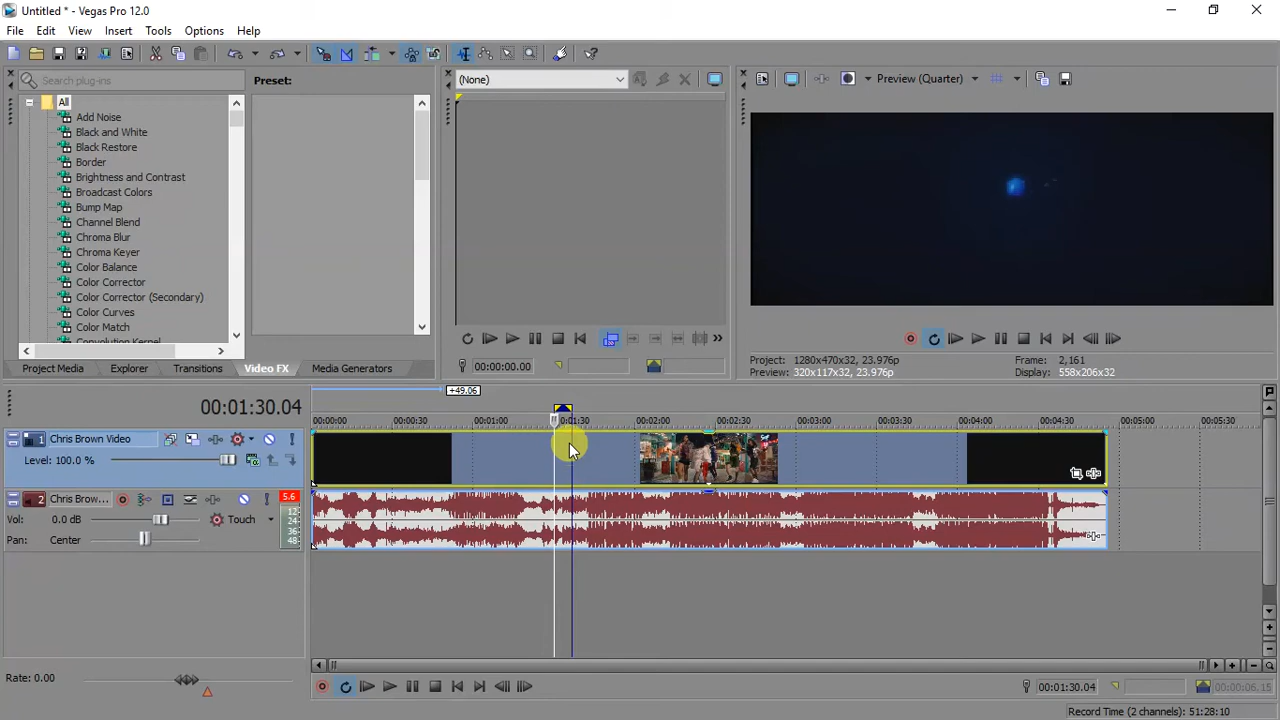 Untitled * - Vegas Pro 12.0
File Edit View Insert Tools Options Help
Search plug-ins
Preset:
(None)
Preview (Quarter)
All
Add Noise
Black and White
Black Restore
Border
Brightness and Contrast
Broadcast Colors
Bump Map
Channel Blend
Chroma Blur
Chroma Keyer
Color Balance
Color Corrector
Color Corrector (Secondary)
Color Curves
Color Match
Convolution Kernel
Project Media Explorer Transitions Video FX Media Generators
00:00:00.00
Project: 1280x470x32, 23.976p
Preview: 320x117x32, 23.976p
Frame: 2,161
Display: 558x206x32
+49.06
00:01:30.04
00:00:00 00:00:30 00:01:00 00:01:30 00:02:00 00:02:30 00:03:00 00:03:30 00:04:00 00:04:30 00:05:00 00:05:30
1 Chris Brown Video
Level: 100.0 %
2 Chris Brow...
5.6
Vol: 0.0 dB Touch
Pan: Center
12
24
36
48
Rate: 0.00
00:01:30.04
00:00:06.15
Record Time (2 channels): 51:28:10